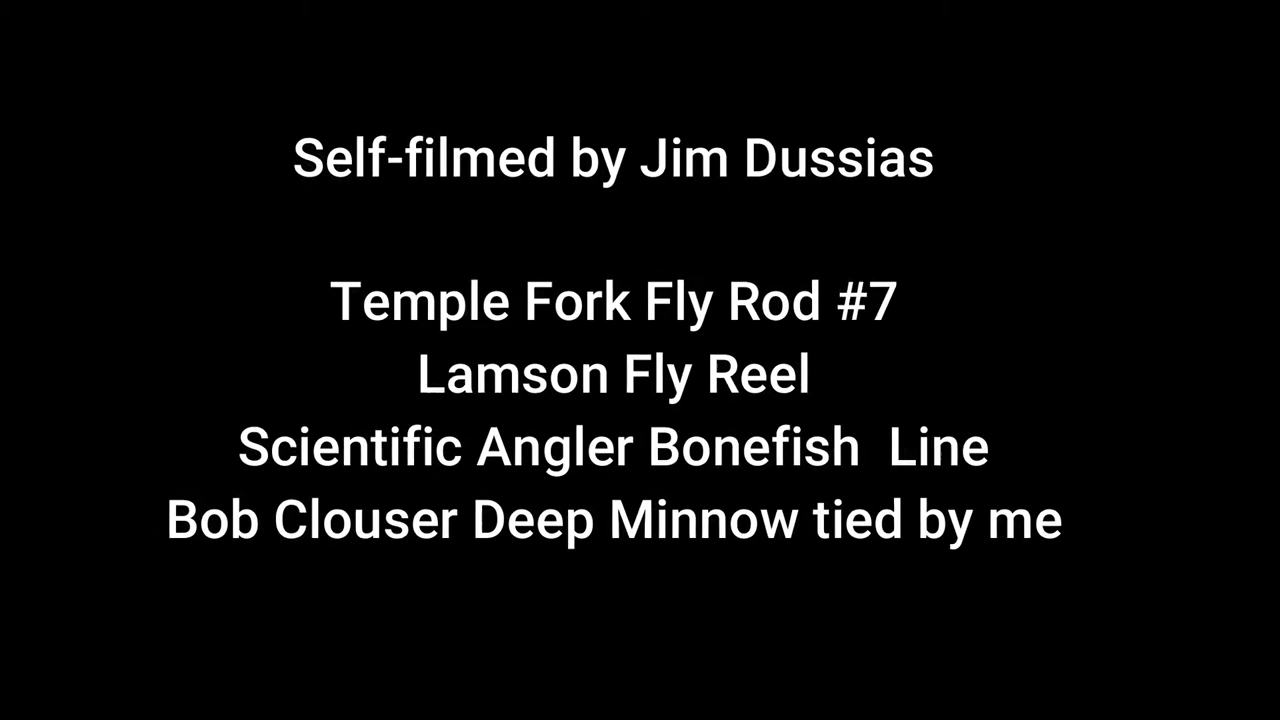 Self-filmed by Jim Dussias
Temple Fork Fly Rod #7
Lamson Fly Reel
Scientific Angler Bonefish  Line
Bob Clouser Deep Minnow tied by me